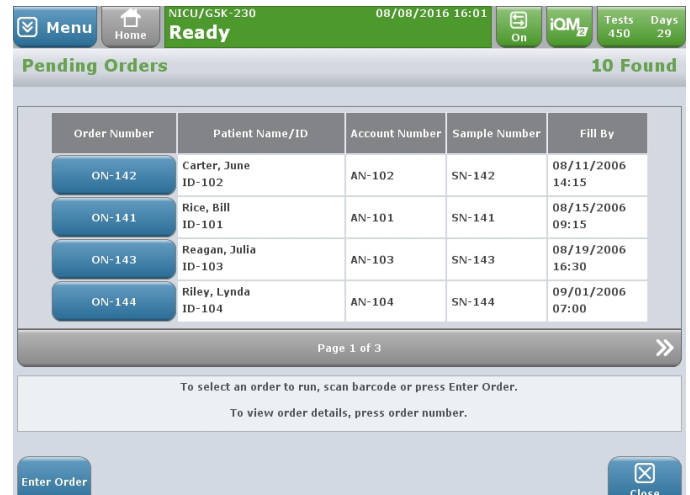 Menu
Home
NICU/G5K-230
08/08/2016 16:01
Ready
On
iQM2
Tests
450
Days
29
Pending Orders
10 Found
Order Number
Patient Name/ID
Account Number
Sample Number
Fill By
ON-142
Carter, June
ID-102
AN-102
SN-142
08/11/2006
14:15
ON-141
Rice, Bill
ID-101
AN-101
SN-141
08/15/2006
09:15
ON-143
Reagan, Julia
ID-103
AN-103
SN-143
08/19/2006
16:30
ON-144
Riley, Lynda
ID-104
AN-104
SN-144
09/01/2006
07:00
Page 1 of 3
To select an order to run, scan barcode or press Enter Order.
To view order details, press order number.
Enter Order
Close